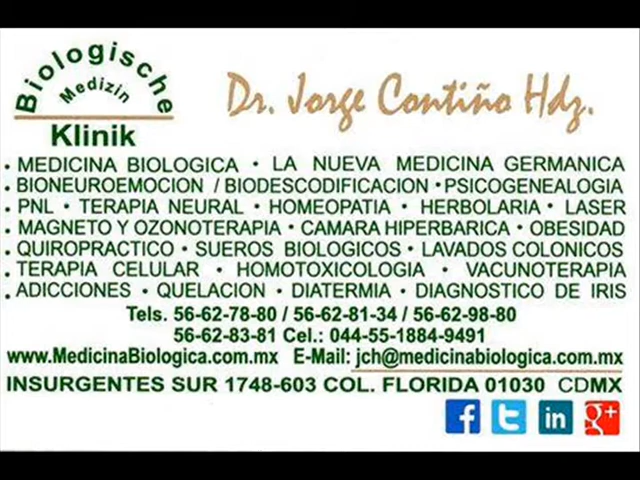 Biologische
Medizin
Klinik
Dr. Jorge Contiño Hdz.
• MEDICINA BIOLOGICA • LA NUEVA MEDICINA GERMANICA
• BIONEUROEMOCION / BIODESCODIFICACION • PSICOGENEALOGIA
• PNL • TERAPIA NEURAL • HOMEOPATIA • HERBOLARIA • LASER
• MAGNETO Y OZONOTERAPIA • CAMARA HIPERBARICA • OBESIDAD
• QUIROPRACTICO • SUEROS BIOLOGICOS • LAVADOS COLONICOS
• TERAPIA CELULAR • HOMOTOXICOLOGIA • VACUNOTERAPIA
• ADICCIONES • QUELACION • DIATERMIA • DIAGNOSTICO DE IRIS
Tels. 56-62-78-80 / 56-62-81-34 / 56-62-98-80
56-62-83-81 Cel.: 044-55-1884-9491
www.MedicinaBiologica.com.mx E-Mail: jch@medicinabiologica.com.mx
INSURGENTES SUR 1748-603 COL. FLORIDA 01030 CDMX
f t in g+